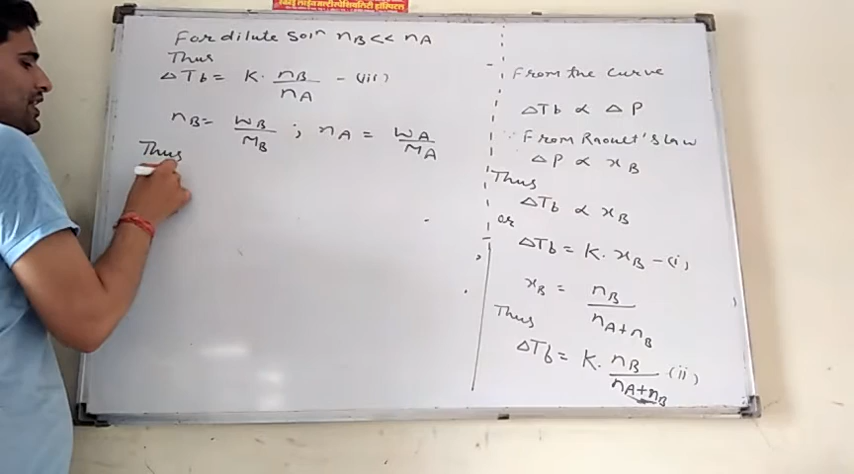 For dilute Soln nB << nA
Thus
ΔTb = K. nB/nA - (iii)
nB = WB/MB ; nA = WA/MA
Thus
From the Curve
ΔTb ∝ ΔP
∵ From Raoult's Law
ΔP ∝ xB
Thus
ΔTb ∝ xB
or
ΔTb = K. xB - (i)
xB = nB/nA+nB
Thus
ΔTb = K. nB/nA+nB (ii)